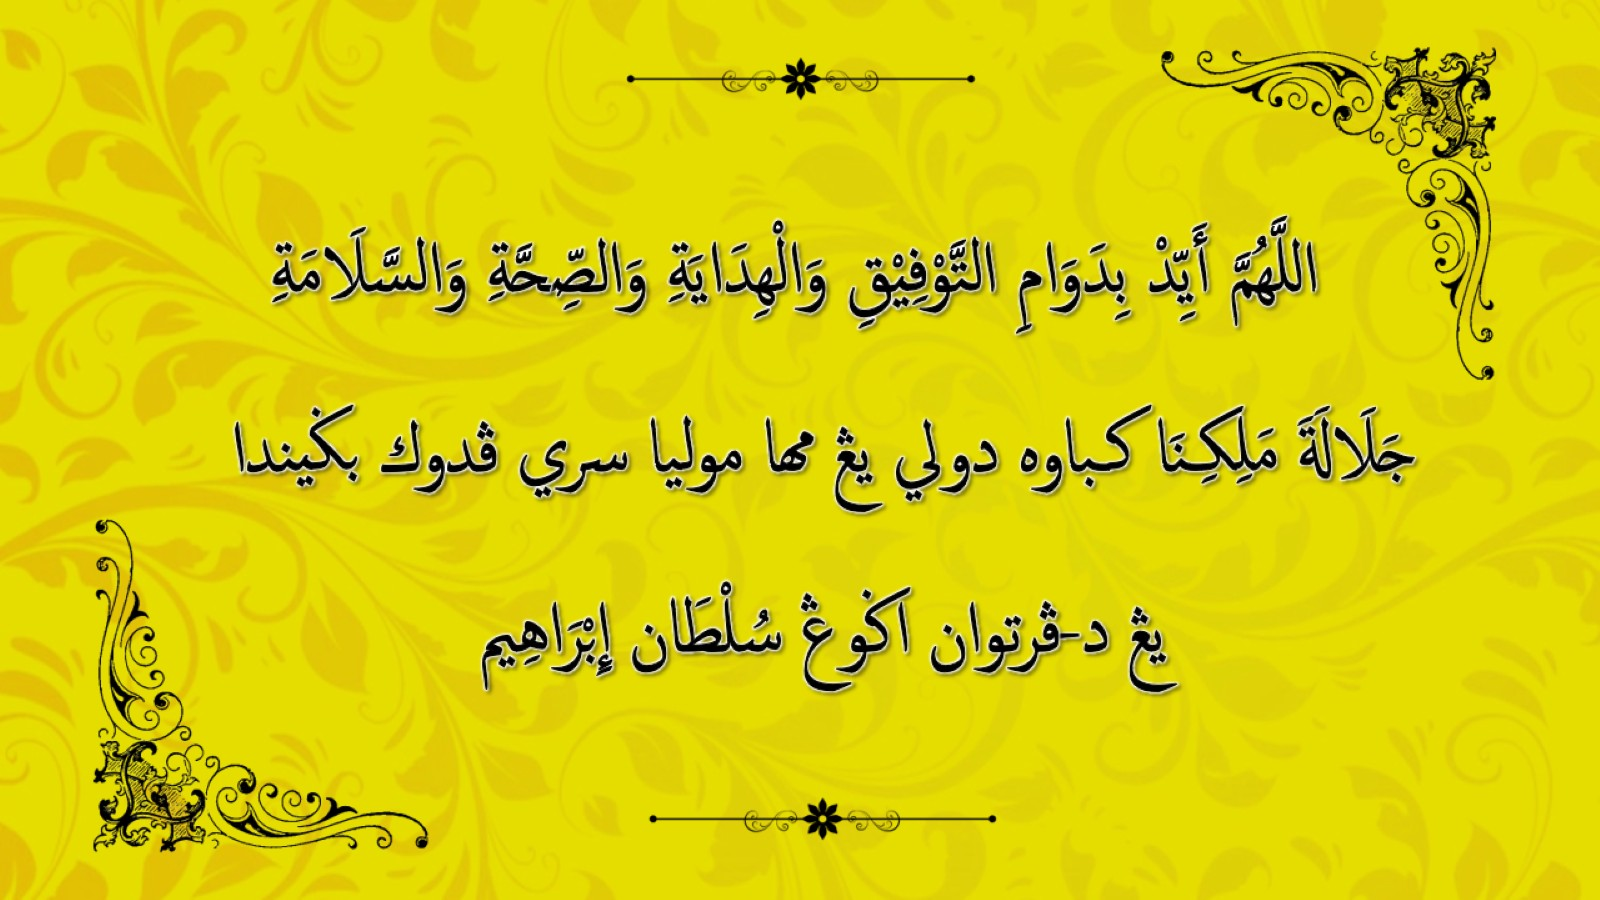 اللَّهُمَّ أَيِّدْ بِدَوَامِ التَّوْفِيْقِ وَالْهِدَايَةِ وَالصِّحَّةِ وَالسَّلَامَةِ
جَلَالَةَ مَلِكِنَا كباوه دولي يڠ مها موليا سري ڤدوك بݢيندا
يڠ د-ڤرتوان اݢوڠ سُلْطَان إِبْرَاهِيم